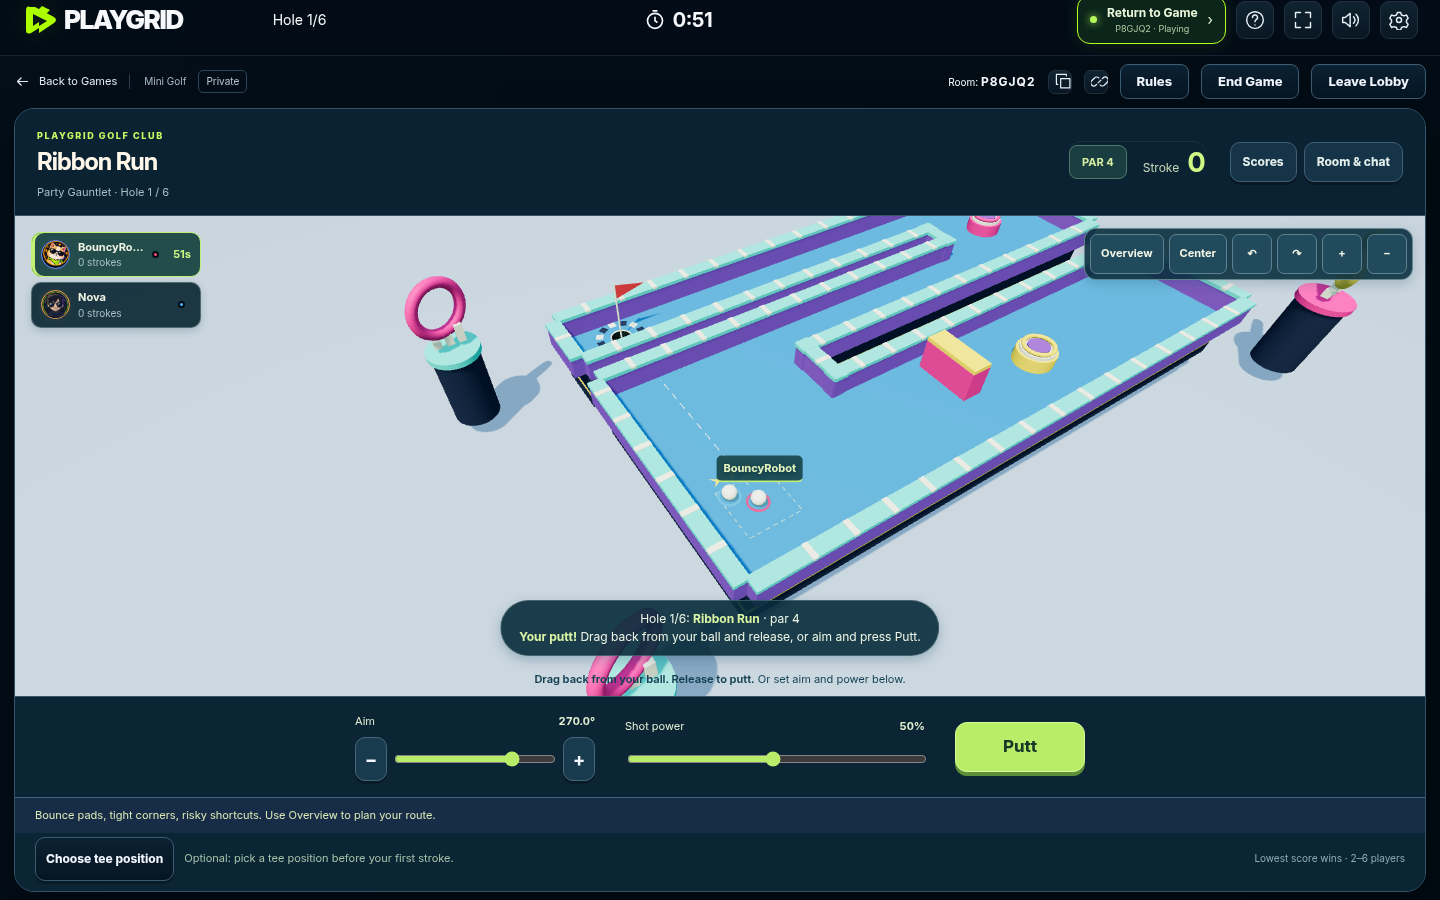 PLAYGRID
Hole 1/6
0:51
Return to Game
P8GJQ2 · Playing
›
← Back to Games
Mini Golf
Private
Room: P8GJQ2
Rules
End Game
Leave Lobby
PLAYGRID GOLF CLUB
Ribbon Run
Party Gauntlet · Hole 1 / 6
PAR 4
Stroke 0
Scores
Room & chat
BouncyRo...
0 strokes
51s
Nova
0 strokes
Overview
Center
↶
↷
+
−
BouncyRobot
Hole 1/6: Ribbon Run · par 4
Your putt! Drag back from your ball and release, or aim and press Putt.
Drag back from your ball. Release to putt. Or set aim and power below.
Aim
270.0°
−
+
Shot power
50%
Putt
Bounce pads, tight corners, risky shortcuts. Use Overview to plan your route.
Choose tee position
Optional: pick a tee position before your first stroke.
Lowest score wins · 2–6 players